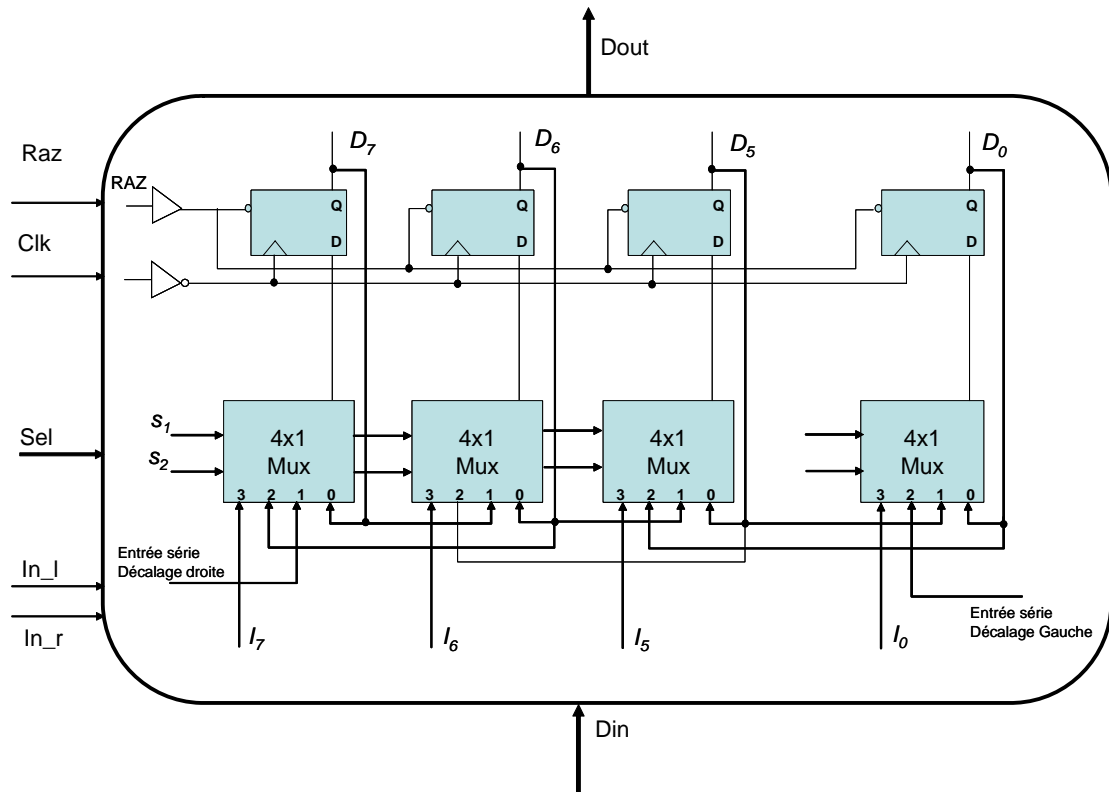 Dout
Raz
Clk
Sel
In_l
In_r
Din
D7
D6
D5
D0
RAZ
Q
D
Q
D
Q
D
Q
D
s1
s2
4x1
Mux
3 2 1 0
4x1
Mux
3 2 1 0
4x1
Mux
3 2 1 0
4x1
Mux
3 2 1 0
Entrée série
Décalage droite
I7
I6
I5
I0
Entrée série
Décalage Gauche